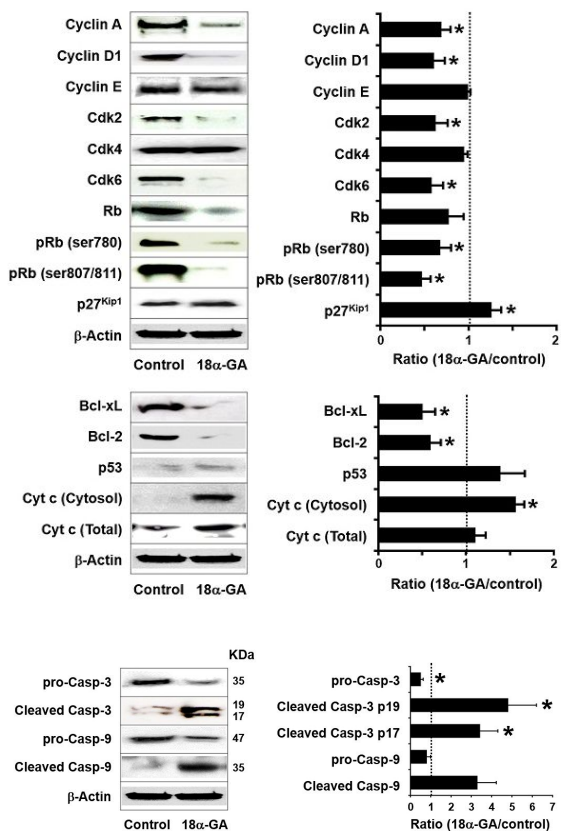 Cyclin A
Cyclin D1
Cyclin E
Cdk2
Cdk4
Cdk6
Rb
pRb (ser780)
pRb (ser807/811)
p27Kip1
β-Actin
Control 18α-GA
Cyclin A *
Cyclin D1 *
Cyclin E
Cdk2 *
Cdk4
Cdk6 *
Rb
pRb (ser780) *
pRb (ser807/811) *
p27Kip1 *
0 1 2
Ratio (18α-GA/control)
Bcl-xL
Bcl-2
p53
Cyt c (Cytosol)
Cyt c (Total)
β-Actin
Control 18α-GA
Bcl-xL *
Bcl-2 *
p53
Cyt c (Cytosol) *
Cyt c (Total)
0 1 2
Ratio (18α-GA/control)
KDa
pro-Casp-3 35
Cleaved Casp-3 19
17
pro-Casp-9 47
Cleaved Casp-9 35
β-Actin
Control 18α-GA
pro-Casp-3 *
Cleaved Casp-3 p19 *
Cleaved Casp-3 p17 *
pro-Casp-9
Cleaved Casp-9
0 1 2 3 4 5 6 7
Ratio (18α-GA/control)